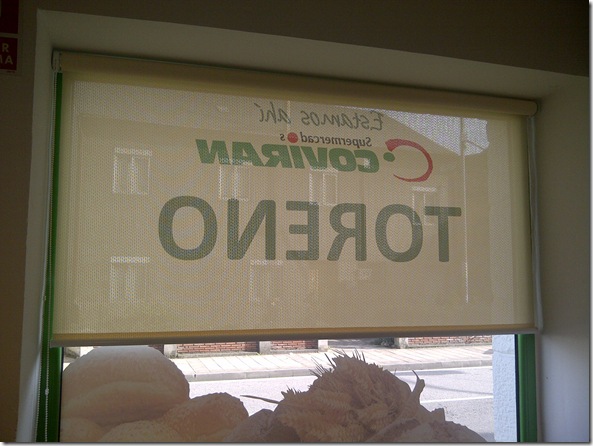 Estamos ahí
Supermercados
COVIRAN
TORENO